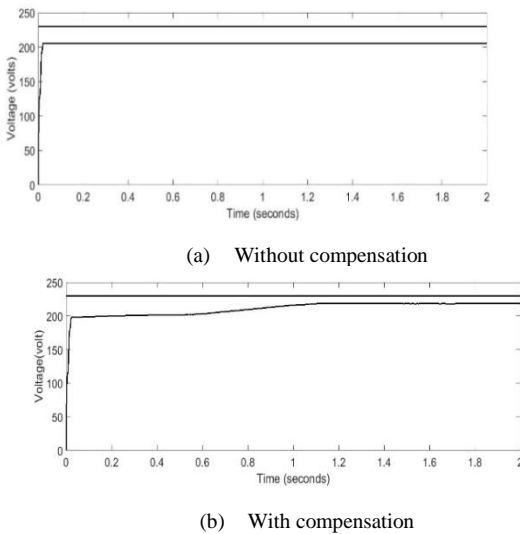 250
200
150
100
50
0
Voltage (volts)
0 0.2 0.4 0.6 0.8 1 1.2 1.4 1.6 1.8 2
Time (seconds)
(a) Without compensation
250
200
150
100
50
0
Voltage(volt)
0 0.2 0.4 0.6 0.8 1 1.2 1.4 1.6 1.8 2
Time (seconds)
(b) With compensation